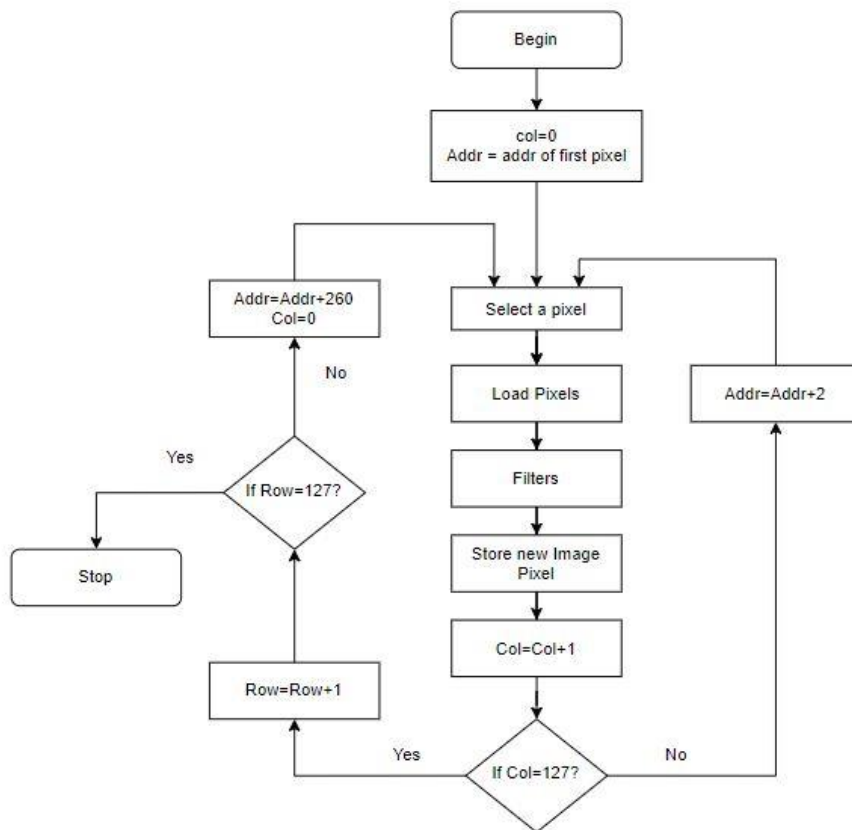 Begin
col=0
Addr = addr of first pixel
Addr=Addr+260
Col=0
Select a pixel
No
Load Pixels
Addr=Addr+2
Yes
If Row=127?
Filters
Stop
Store new Image
Pixel
Col=Col+1
Row=Row+1
Yes
If Col=127?
No